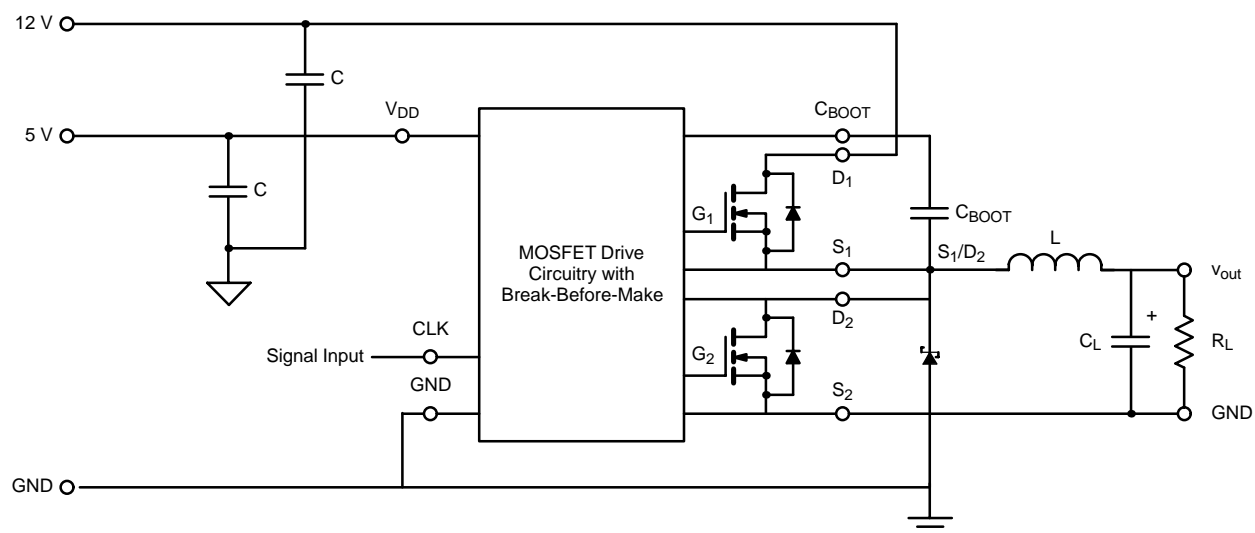 12 V
C
5 V
V_DD
C_BOOT
D_1
C
G_1
C_BOOT
MOSFET Drive
Circuitry with
Break-Before-Make
S_1
S_1/D_2
L
v_out
D_2
CLK
Signal Input
G_2
C_L
+
R_L
GND
S_2
GND
GND